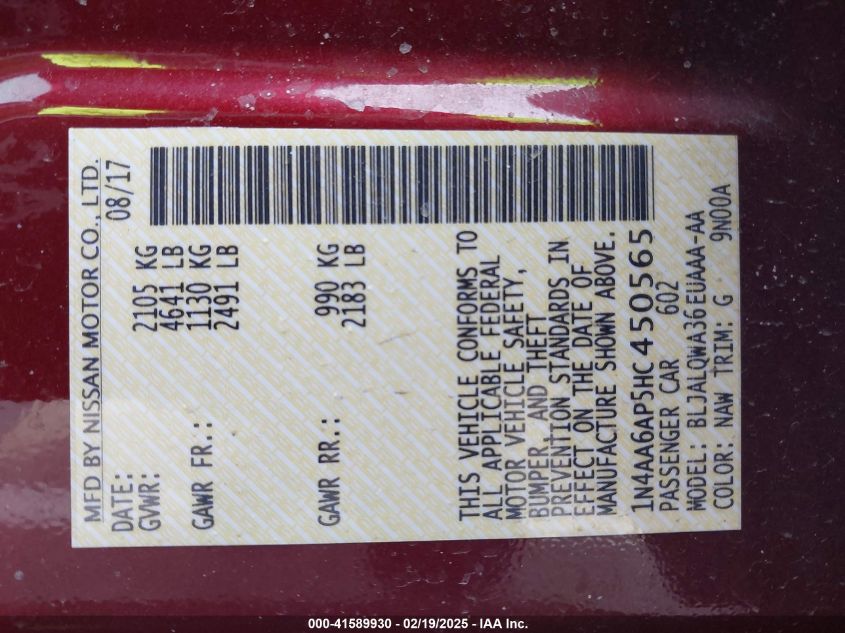 MFD BY NISSAN MOTOR CO., LTD.
DATE: 08/17
GVWR: 2105 KG
4641 LB
GAWR FR.: 1130 KG
2491 LB
GAWR RR.: 990 KG
2183 LB
THIS VEHICLE CONFORMS TO
ALL APPLICABLE FEDERAL
MOTOR VEHICLE SAFETY,
BUMPER, AND THEFT
PREVENTION STANDARDS IN
EFFECT ON THE DATE OF
MANUFACTURE SHOWN ABOVE.
1N4AA6AP5HC450565
PASSENGER CAR 602
MODEL: BLJALQWA36EUAAA-AA
COLOR: NAW TRIM: G 9N00A
000-41589930 - 02/19/2025 - IAA Inc.